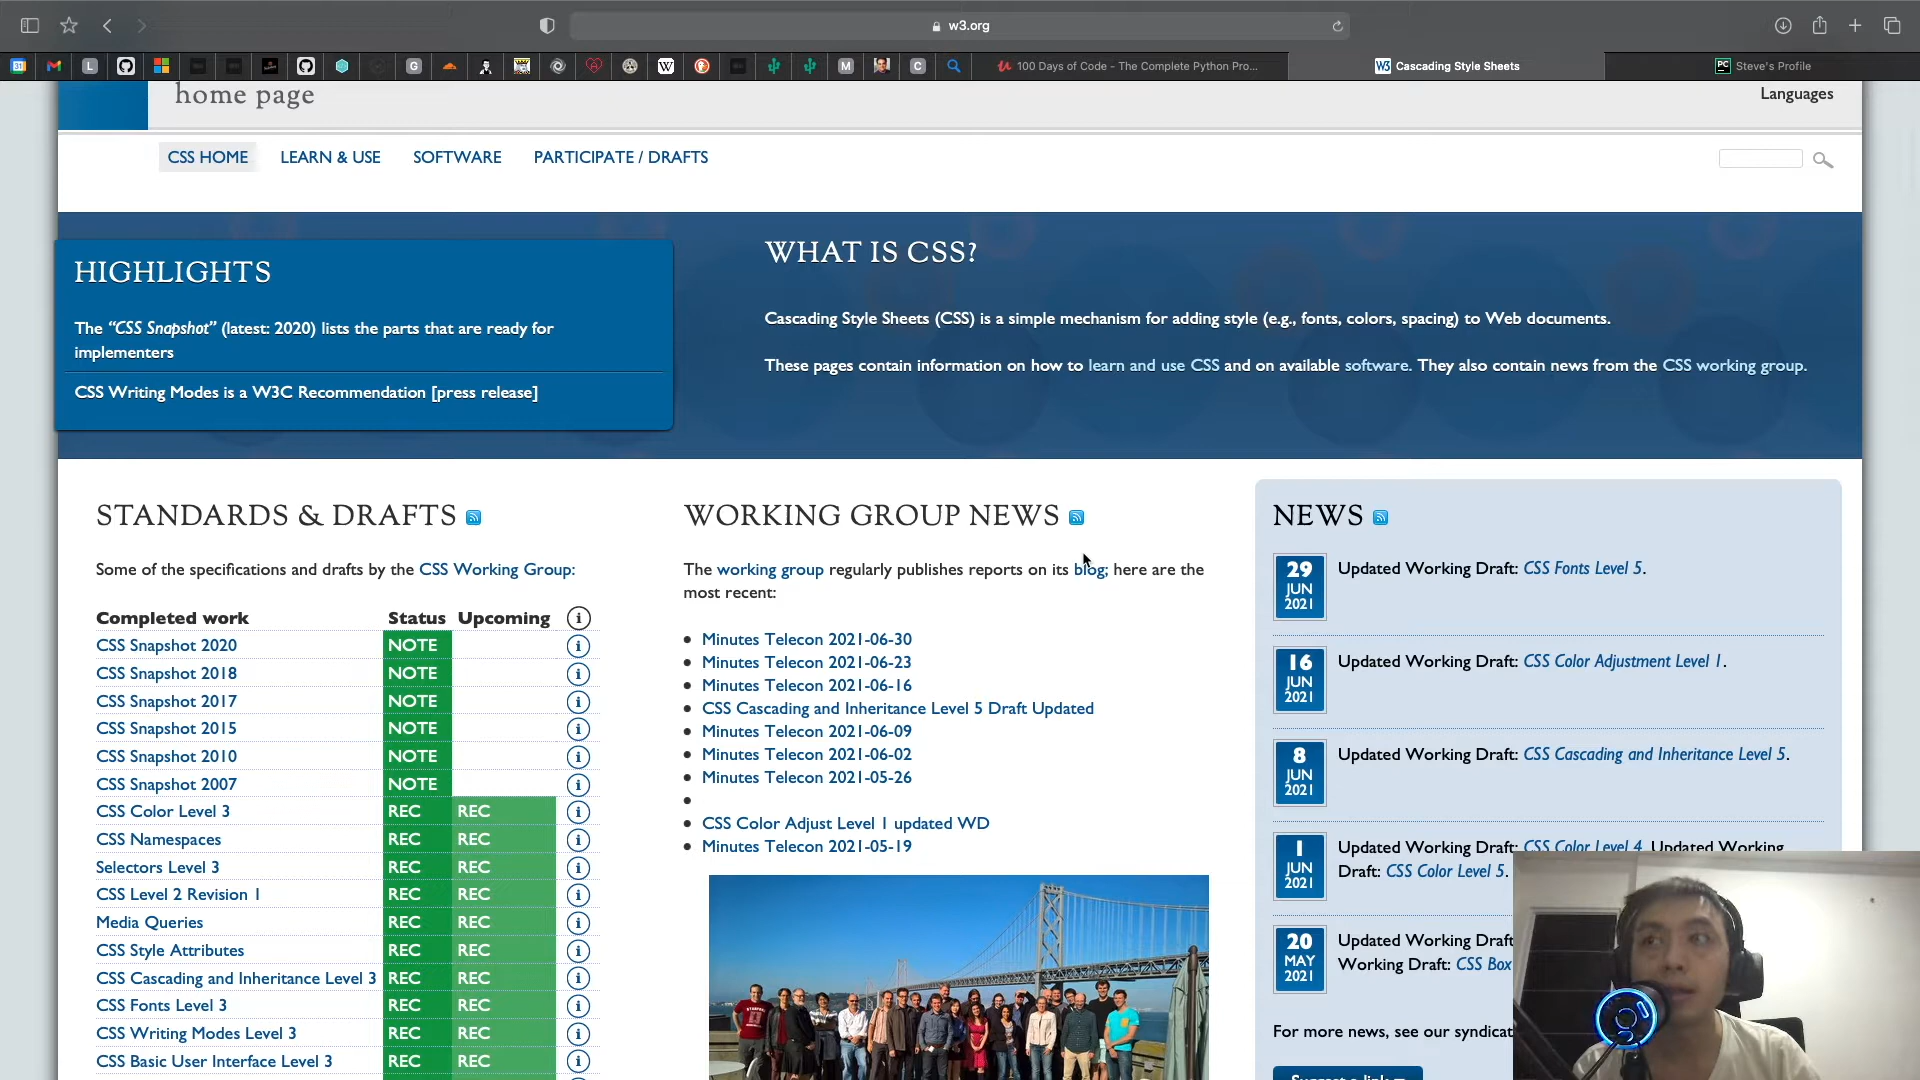 w3.org
100 Days of Code - The Complete Python Pro...
Cascading Style Sheets
Steve's Profile
home page
Languages
CSS HOME
LEARN & USE
SOFTWARE
PARTICIPATE / DRAFTS
HIGHLIGHTS
The “CSS Snapshot” (latest: 2020) lists the parts that are ready for
implementers
CSS Writing Modes is a W3C Recommendation [press release]
WHAT IS CSS?
Cascading Style Sheets (CSS) is a simple mechanism for adding style (e.g., fonts, colors, spacing) to Web documents.
These pages contain information on how to learn and use CSS and on available software. They also contain news from the CSS working group.
STANDARDS & DRAFTS
Some of the specifications and drafts by the CSS Working Group:
Completed work Status Upcoming
CSS Snapshot 2020 NOTE
CSS Snapshot 2018 NOTE
CSS Snapshot 2017 NOTE
CSS Snapshot 2015 NOTE
CSS Snapshot 2010 NOTE
CSS Snapshot 2007 NOTE
CSS Color Level 3 REC REC
CSS Namespaces REC REC
Selectors Level 3 REC REC
CSS Level 2 Revision 1 REC REC
Media Queries REC REC
CSS Style Attributes REC REC
CSS Cascading and Inheritance Level 3 REC REC
CSS Fonts Level 3 REC REC
CSS Writing Modes Level 3 REC REC
CSS Basic User Interface Level 3 REC REC
WORKING GROUP NEWS
The working group regularly publishes reports on its blog; here are the
most recent:
Minutes Telecon 2021-06-30
Minutes Telecon 2021-06-23
Minutes Telecon 2021-06-16
CSS Cascading and Inheritance Level 5 Draft Updated
Minutes Telecon 2021-06-09
Minutes Telecon 2021-06-02
Minutes Telecon 2021-05-26
CSS Color Adjust Level 1 updated WD
Minutes Telecon 2021-05-19
NEWS
29
JUN
2021
Updated Working Draft: CSS Fonts Level 5.
16
JUN
2021
Updated Working Draft: CSS Color Adjustment Level 1.
8
JUN
2021
Updated Working Draft: CSS Cascading and Inheritance Level 5.
1
JUN
2021
Updated Working Draft: CSS Color Level 4. Updated Working
Draft: CSS Color Level 5.
20
MAY
2021
Updated Working Draft
Working Draft: CSS Box
For more news, see our syndicat